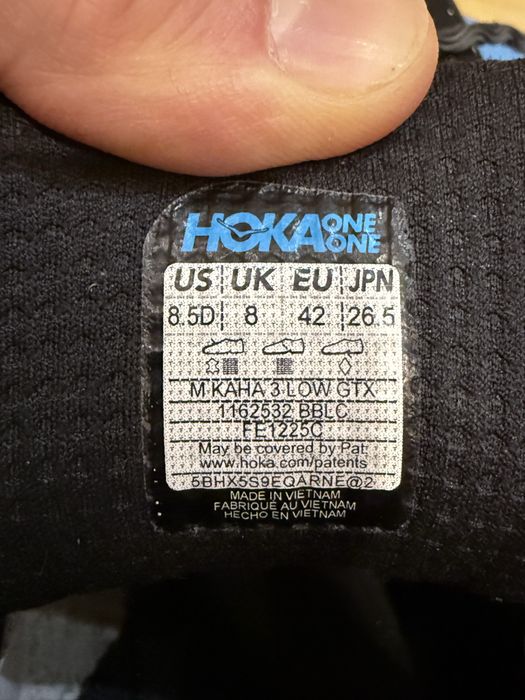 HOKA ONE ONE
US UK EU JPN
8.5D 8 42 26.5
M KAHA 3 LOW GTX
1162532 BBLC
FE1225C
May be covered by Pat
www.hoka.com/patents
5BHX5S9EQARNE@2
MADE IN VIETNAM
FABRIQUÉ AU VIETNAM
HECHO EN VIETNAM